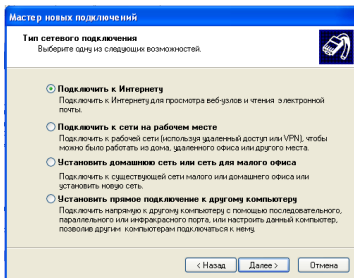 Мастер новых подключений
Тип сетевого подключения
Выберите одну из следующих возможностей.
Подключить к Интернету
Подключить к Интернету для просмотра веб-узлов и чтения электронной
почты.
Подключить к сети на рабочем месте
Подключить к рабочей сети (используя удаленный доступ или VPN), чтобы
можно было работать из дома, удаленного офиса или другого места.
Установить домашнюю сеть или сеть для малого офиса
Подключить к существующей сети малого или домашнего офиса или
установить новую сеть.
Установить прямое подключение к другому компьютеру
Подключить напрямую к другому компьютеру с помощью последовательного,
параллельного или инфракрасного порта, или настроить данный компьютер,
позволив другим компьютерам подключаться к нему.
< Назад Далее > Отмена